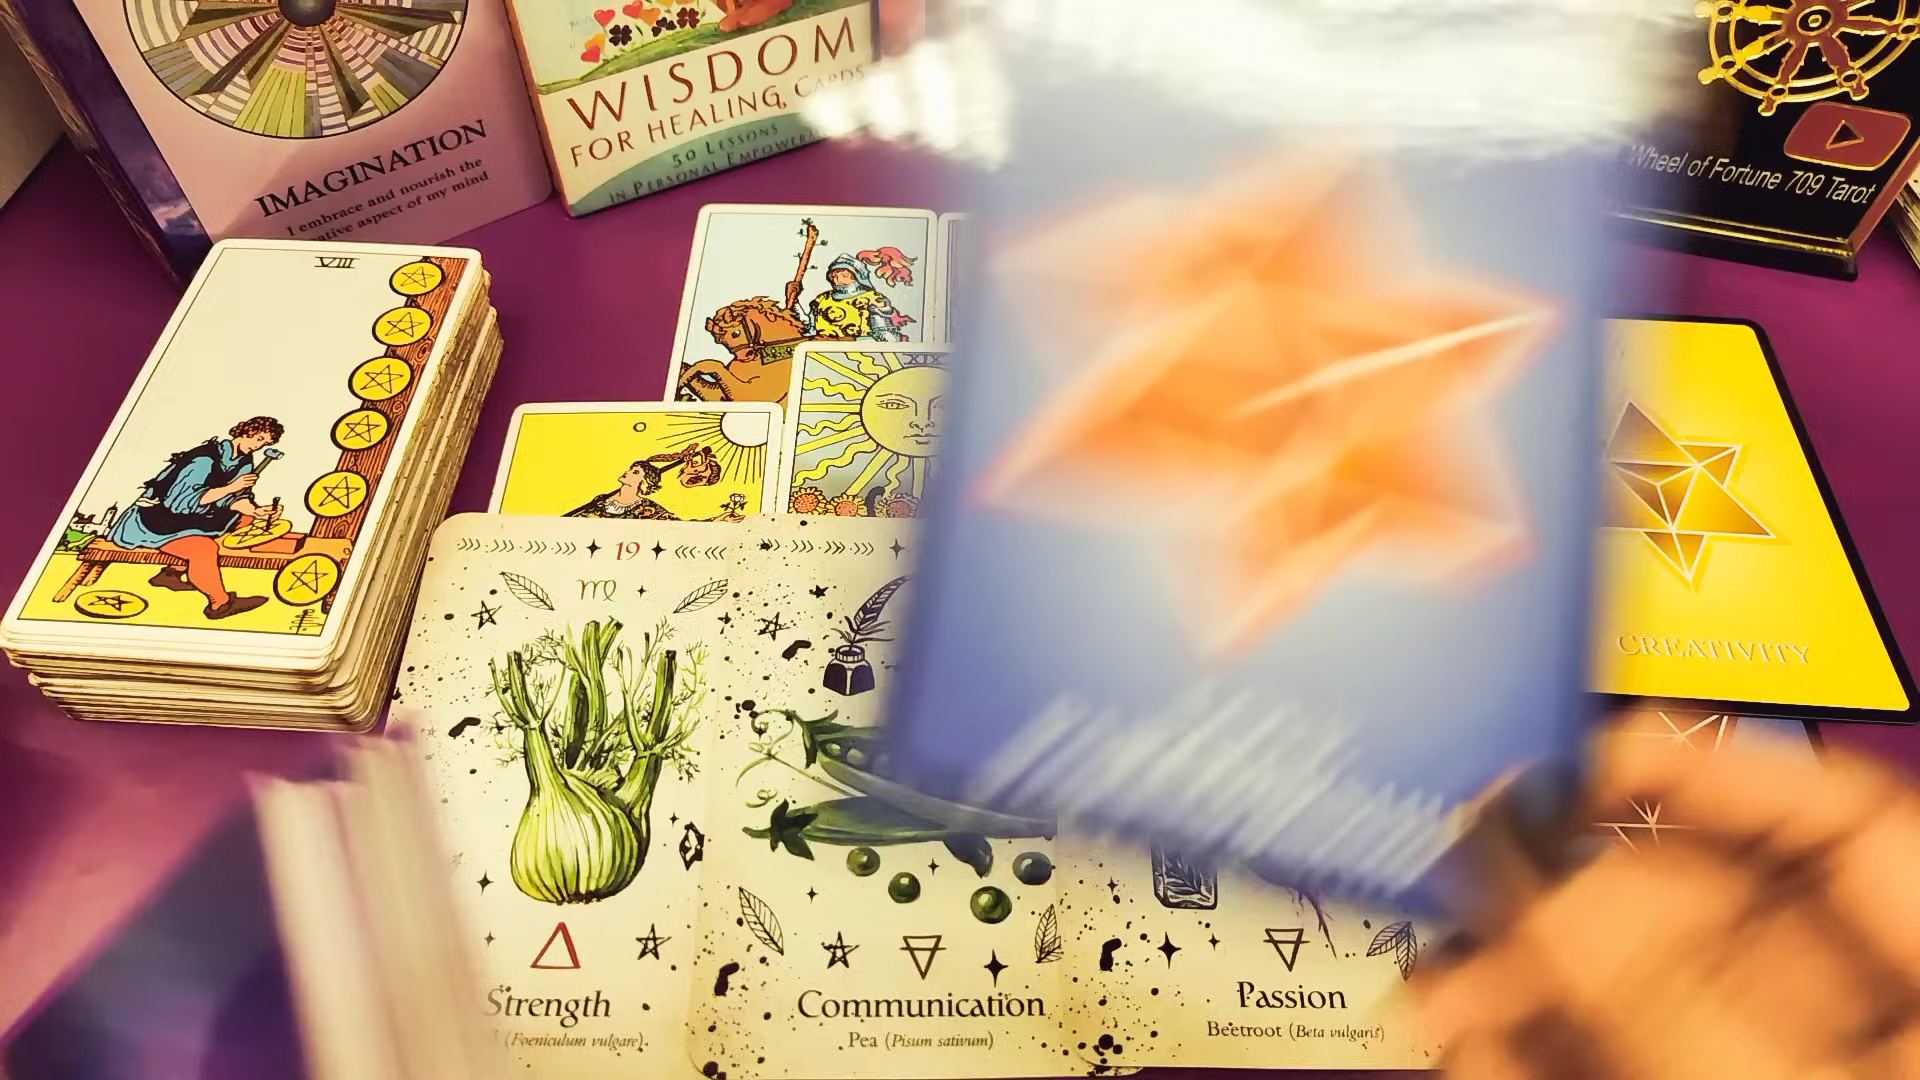 IMAGINATION
I embrace and nourish the
ative aspect of my mind
WISDOM
FOR HEALING CARDS
50 LESSONS
IN PERSONAL
Wheel of Fortune 709 Tarot
VIII
XIX
19
CREATIVITY
Strength
(Foeniculum vulgare)
Communication
Pea (Pisum sativum)
Passion
Beetroot (Beta vulgaris)